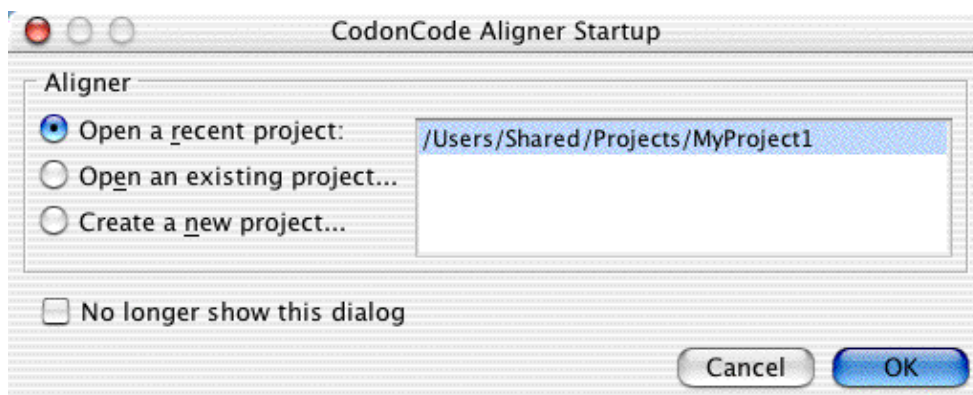 CodonCode Aligner Startup
Aligner
Open a recent project:
/Users/Shared/Projects/MyProject1
Open an existing project...
Create a new project...
No longer show this dialog
Cancel
OK